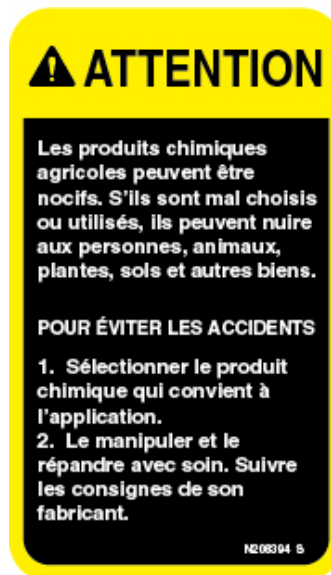 ATTENTION
Les produits chimiques
agricoles peuvent être
nocifs. S'ils sont mal choisis
ou utilisés, ils peuvent nuire
aux personnes, animaux,
plantes, sols et autres biens.
POUR ÉVITER LES ACCIDENTS
1. Sélectionner le produit
chimique qui convient à
l'application.
2. Le manipuler et le
répandre avec soin. Suivre
les consignes de son
fabricant.
N208394 S